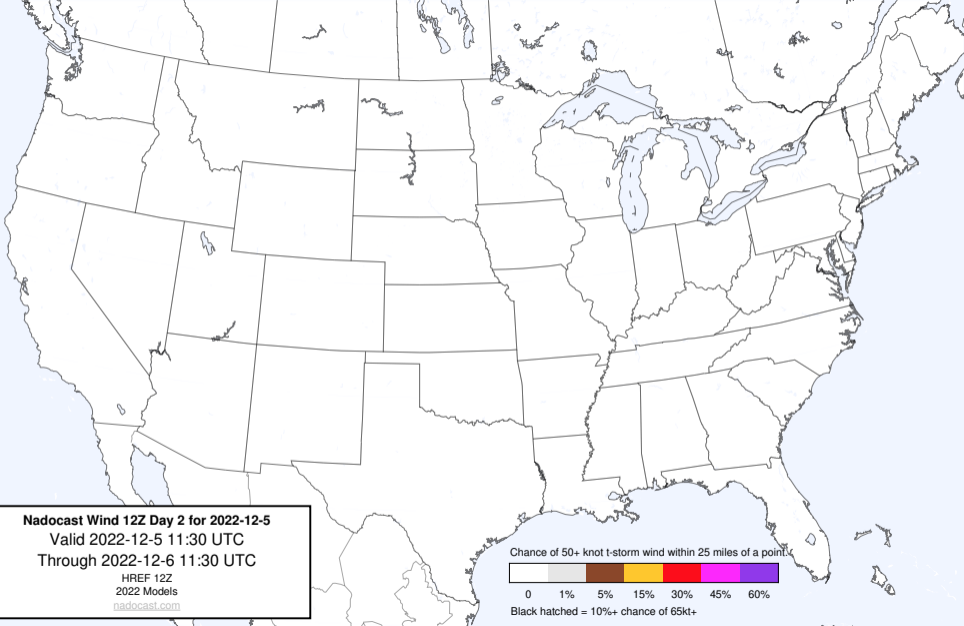 Nadocast Wind 12Z Day 2 for 2022-12-5
Valid 2022-12-5 11:30 UTC
Through 2022-12-6 11:30 UTC
HREF 12Z
2022 Models
nadocast.com
Chance of 50+ knot t-storm wind within 25 miles of a point.
0 1% 5% 15% 30% 45% 60%
Black hatched = 10%+ chance of 65kt+